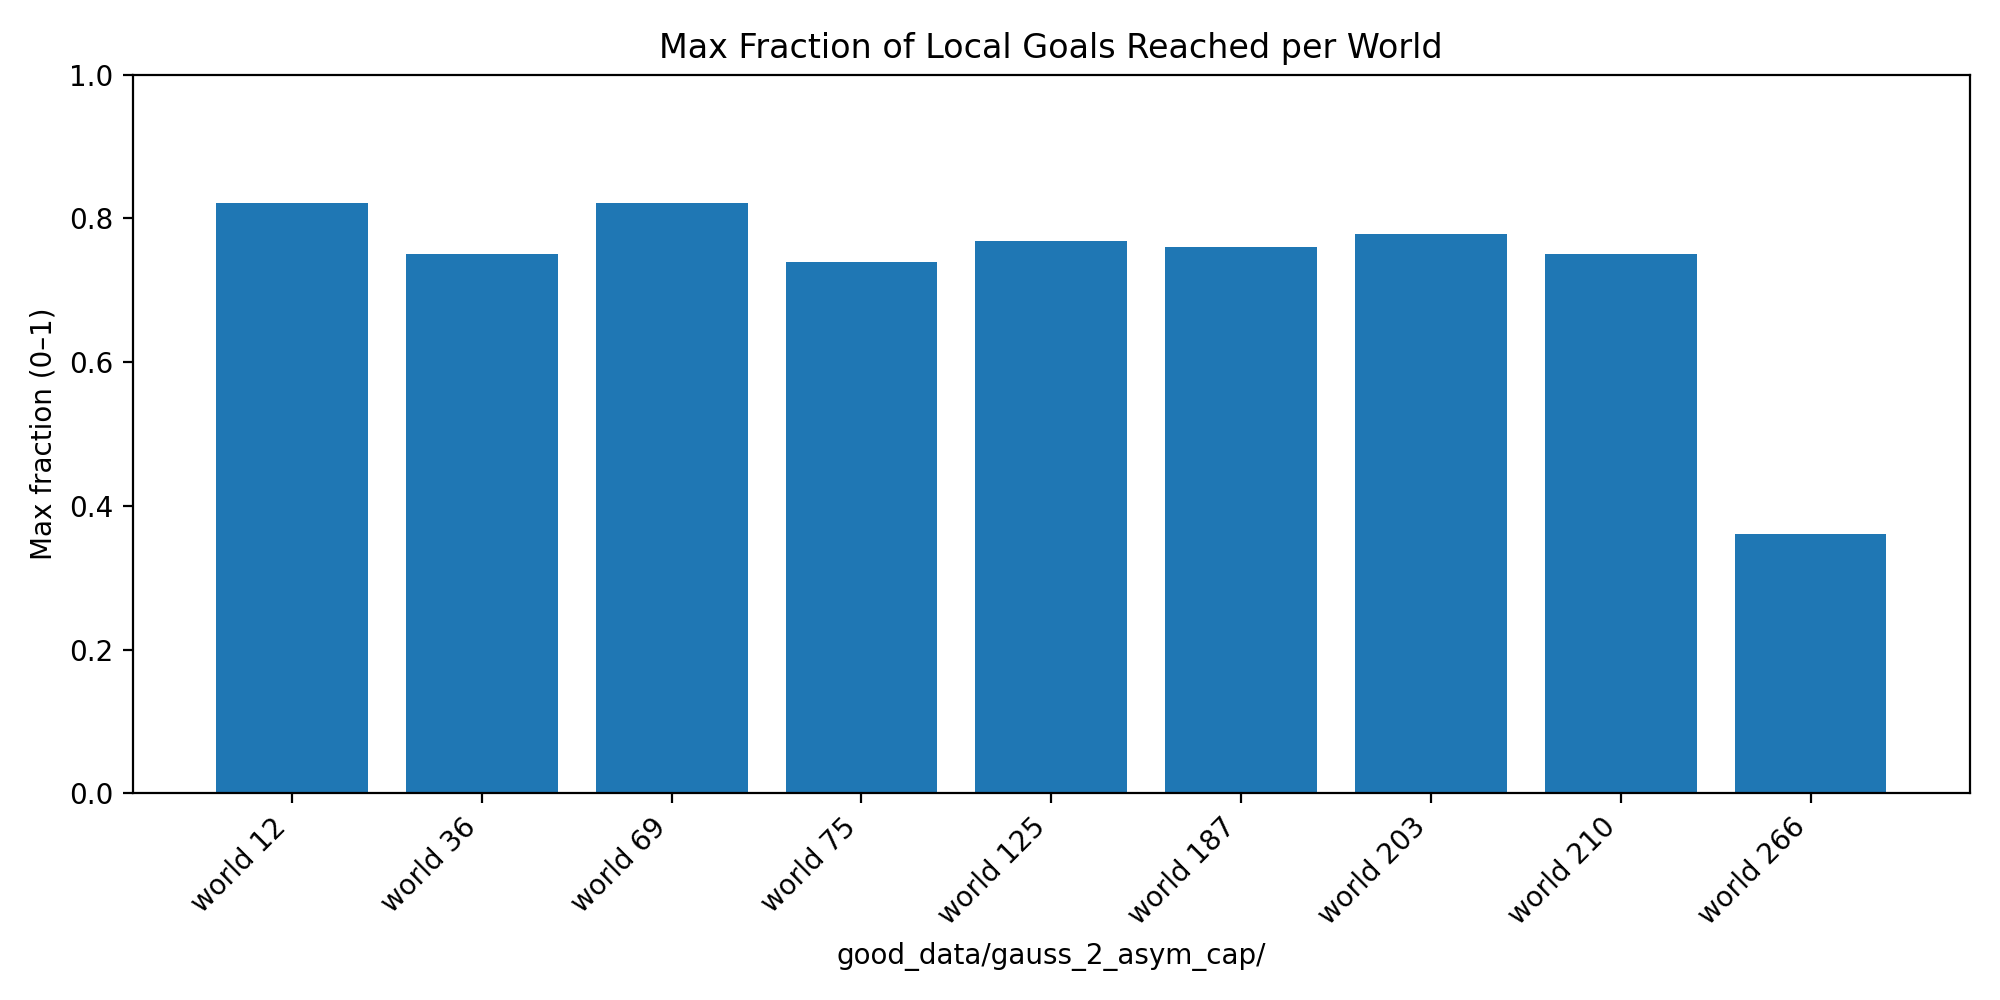 Max Fraction of Local Goals Reached per World
Max fraction (0–1)
1.0
0.8
0.6
0.4
0.2
0.0
world 12
world 36
world 69
world 75
world 125
world 187
world 203
world 210
world 266
good_data/gauss_2_asym_cap/